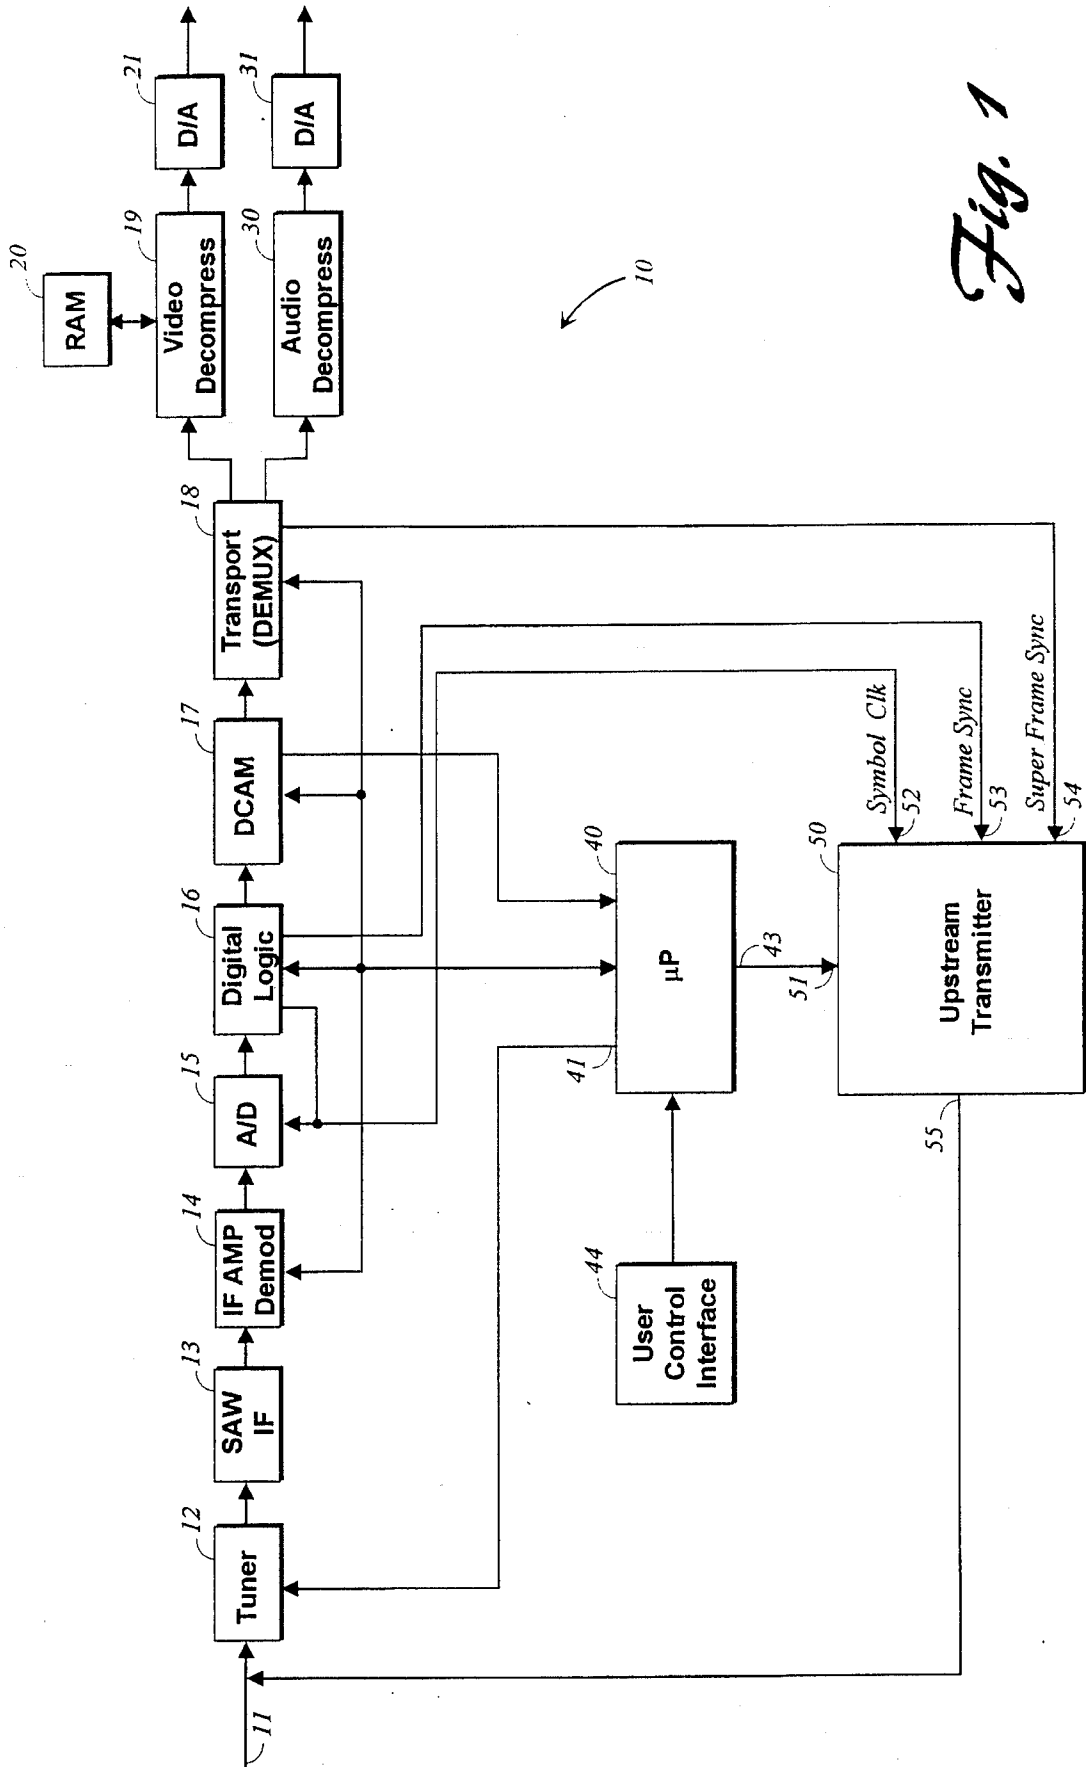 20
RAM
21
D/A
19
Video
Decompress
31
D/A
30
Audio
Decompress
11
12
Tuner
13
SAW
IF
14
IF AMP
Demod
15
A/D
16
Digital
Logic
17
DCAM
18
Transport
(DEMUX)
10
41
40
µP
44
User
Control
Interface
43
51
50
Upstream
Transmitter
Symbol Clk
52
Frame Sync
53
Super Frame Sync
54
55
Fig. 1